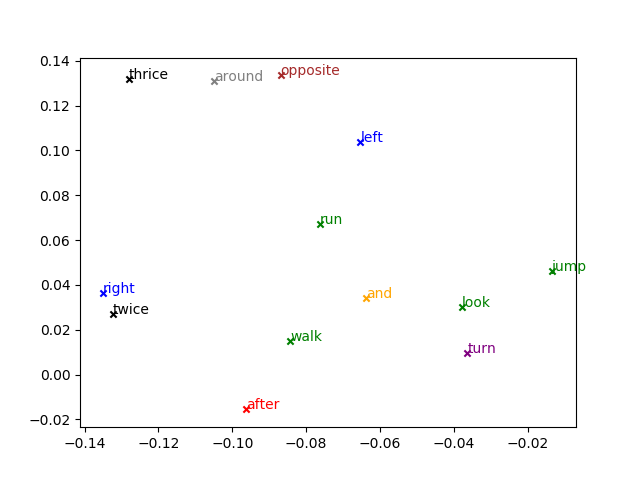 0.14
0.12
0.10
0.08
0.06
0.04
0.02
0.00
−0.02
thrice
around
opposite
left
run
jump
right
and
look
twice
walk
turn
after
−0.14 −0.12 −0.10 −0.08 −0.06 −0.04 −0.02